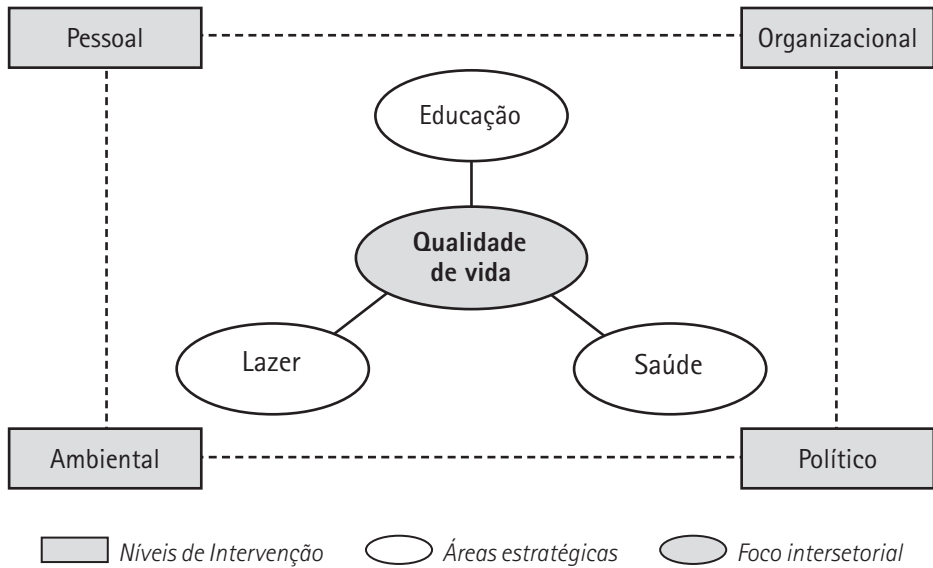 Pessoal
Organizacional
Educação
Qualidade
de vida
Lazer
Saúde
Ambiental
Político
Níveis de Intervenção
Áreas estratégicas
Foco intersetorial